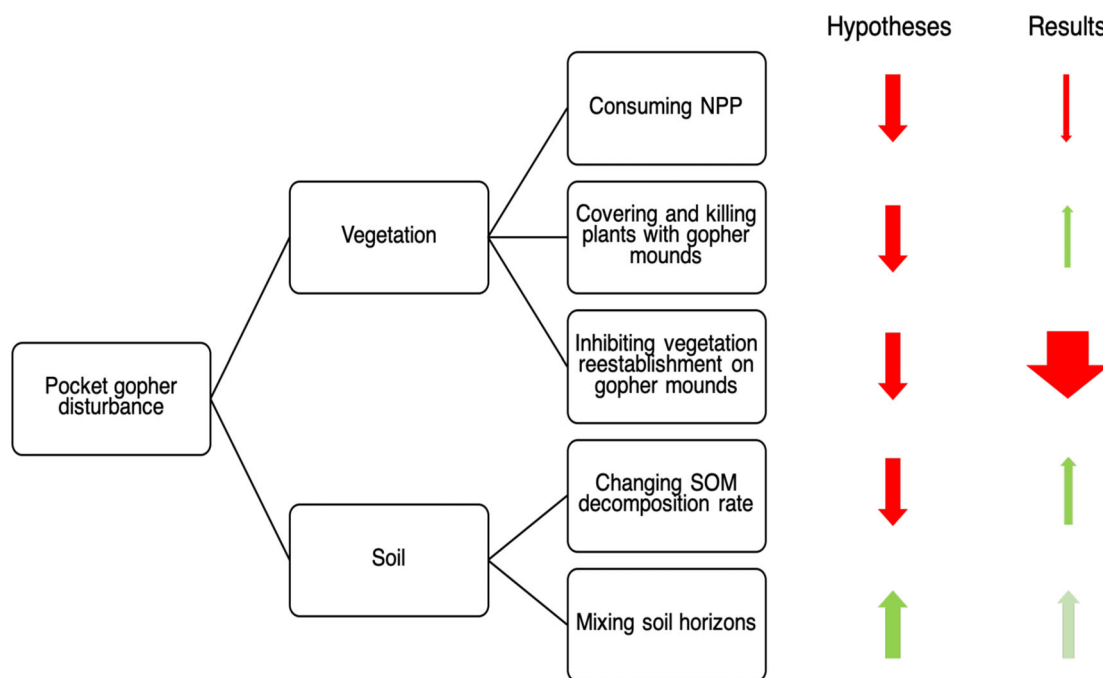 Hypotheses
Results
Consuming NPP
Vegetation
Covering and killing
plants with gopher
mounds
Inhibiting vegetation
reestablishment on
gopher mounds
Pocket gopher
disturbance
Changing SOM
decomposition rate
Soil
Mixing soil horizons